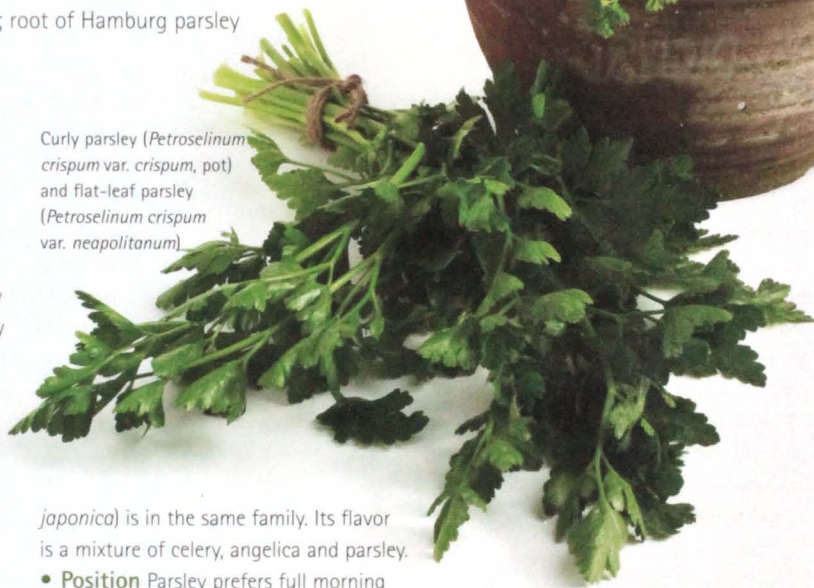 ; root of Hamburg parsley
Curly parsley (Petroselinum
crispum var. crispum, pot)
and flat-leaf parsley
(Petroselinum crispum
var. neapolitanum)
japonica) is in the same family. Its flavor
is a mixture of celery, angelica and parsley.
• Position Parsley prefers full morning